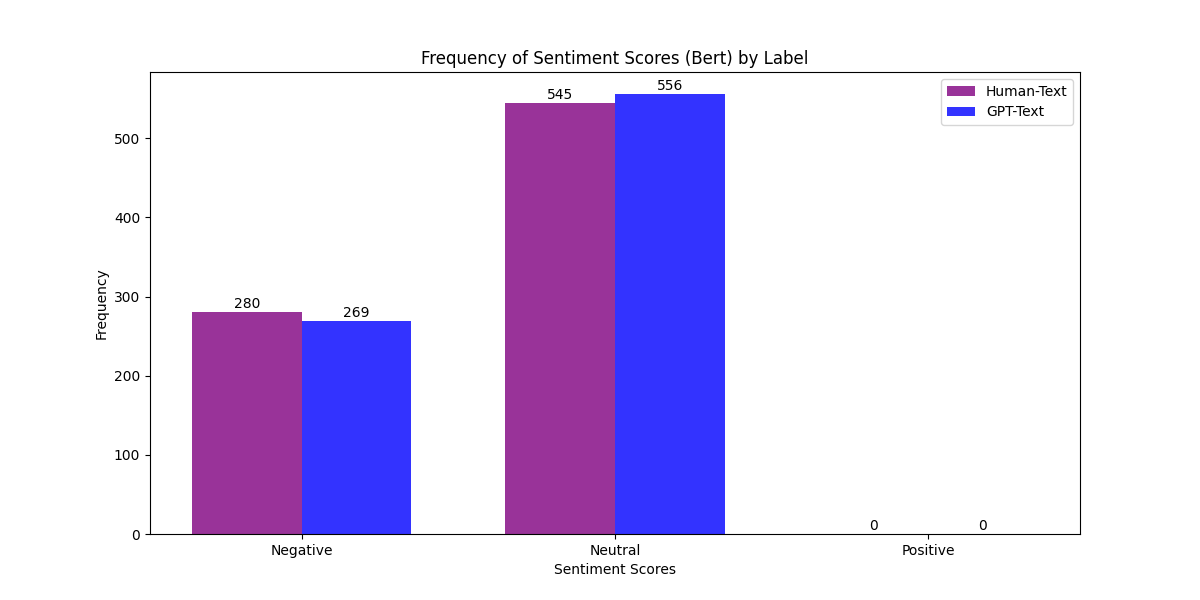 Frequency of Sentiment Scores (Bert) by Label
Human-Text
GPT-Text
Frequency
500
400
300
200
100
0
280
269
545
556
0
0
Negative
Neutral
Positive
Sentiment Scores